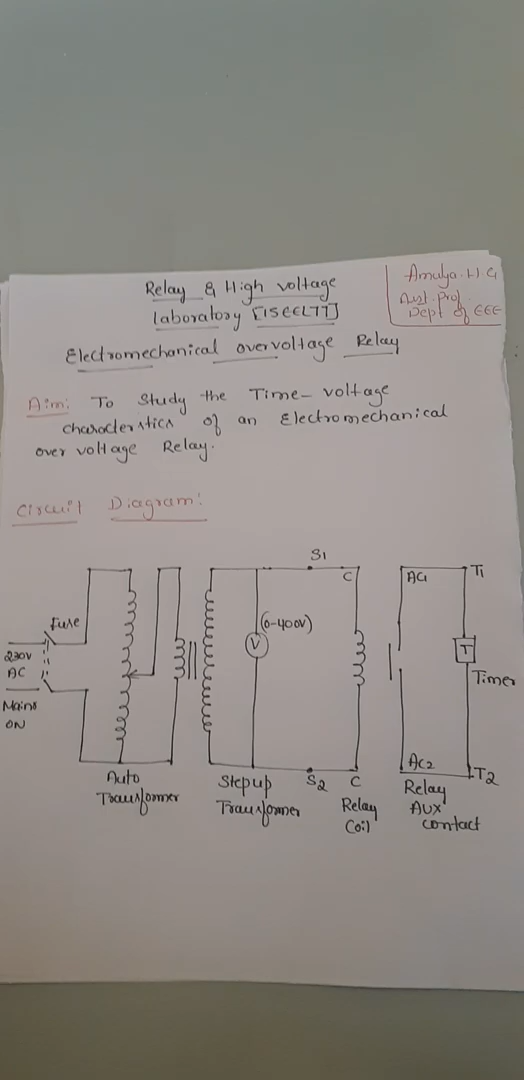 Relay & High voltage
laboratory [15EEL77]
Electromechanical overvoltage Relay
Amulya. H G
Asst. Prof.
Dept of EEE
Aim: To Study the Time- voltage
characteristics of an Electromechanical
over voltage Relay.
Circuit Diagram:
Fuse
230V
AC
Mains
ON
Auto
Transformer
Stepup
Transformer
V
(0-400V)
S1
S2
C
C
Relay
Coil
AC1
AC2
Relay
AUX
contact
T1
T
Timer
T2